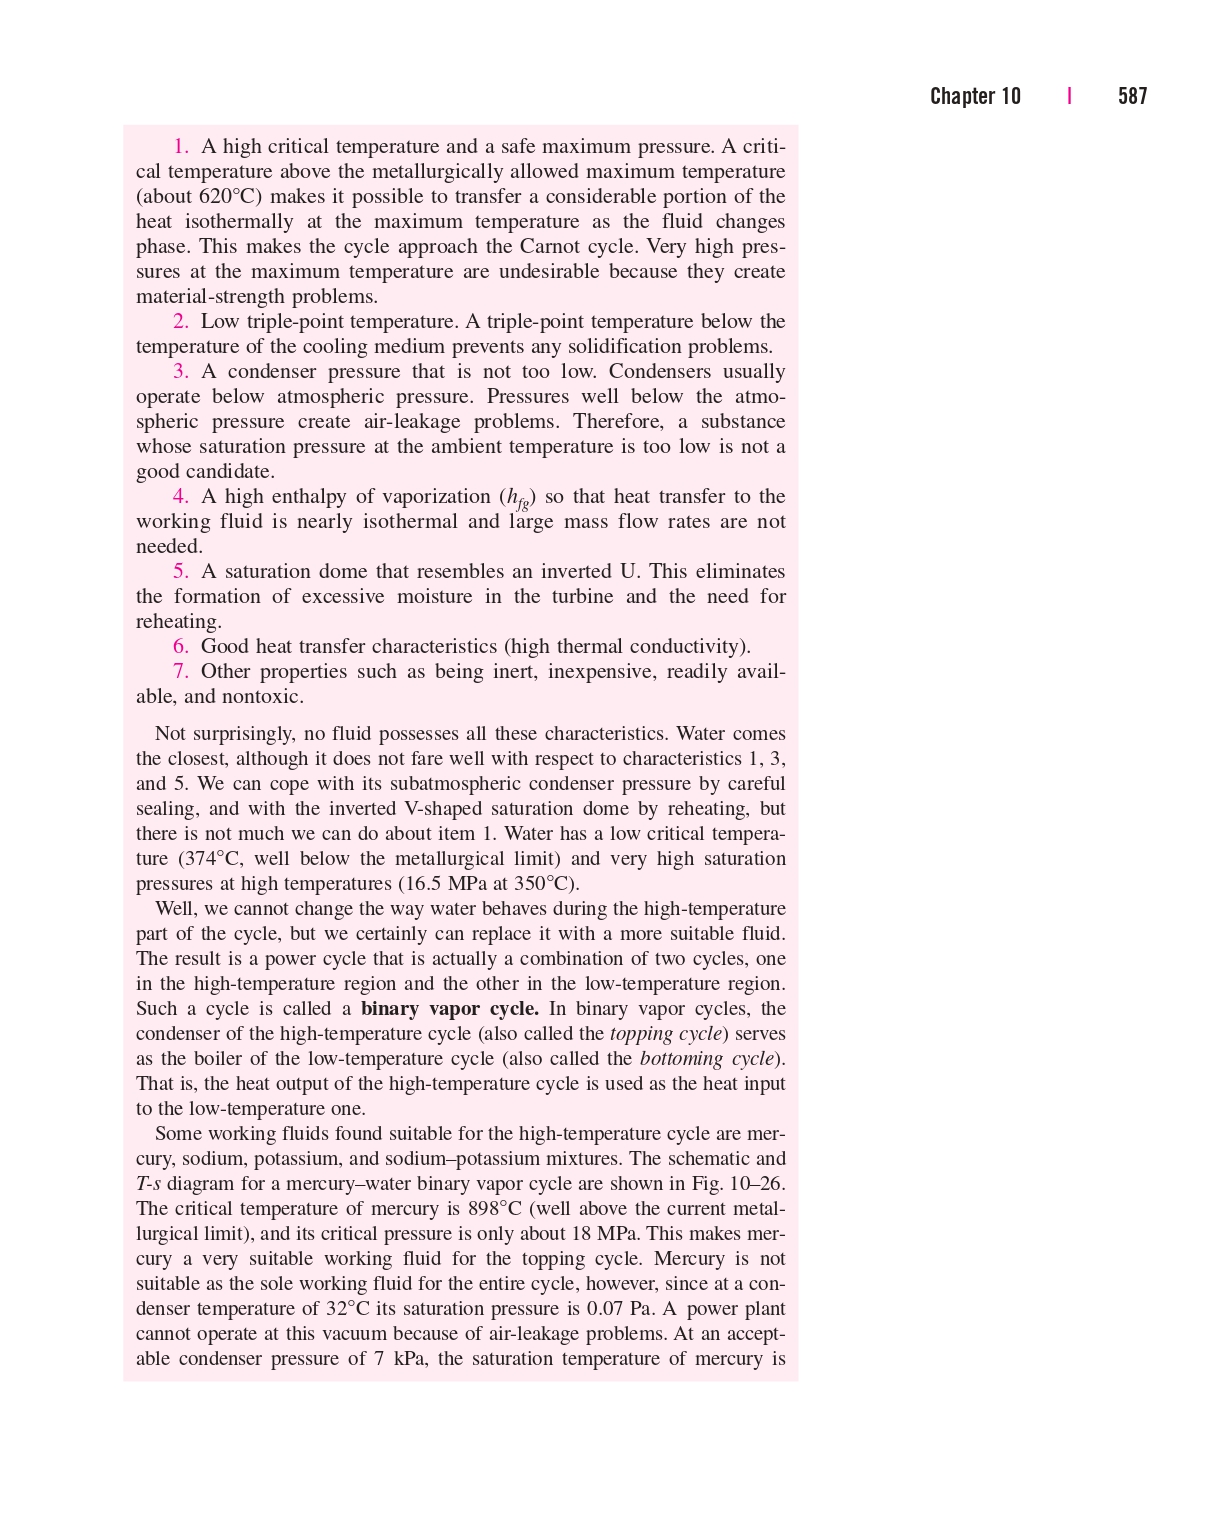 Chapter 10 | 587
1. A high critical temperature and a safe maximum pressure. A criti-
cal temperature above the metallurgically allowed maximum temperature
(about 620°C) makes it possible to transfer a considerable portion of the
heat isothermally at the maximum temperature as the fluid changes
phase. This makes the cycle approach the Carnot cycle. Very high pres-
sures at the maximum temperature are undesirable because they create
material-strength problems.
2. Low triple-point temperature. A triple-point temperature below the
temperature of the cooling medium prevents any solidification problems.
3. A condenser pressure that is not too low. Condensers usually
operate below atmospheric pressure. Pressures well below the atmo-
spheric pressure create air-leakage problems. Therefore, a substance
whose saturation pressure at the ambient temperature is too low is not a
good candidate.
4. A high enthalpy of vaporization (hfg) so that heat transfer to the
working fluid is nearly isothermal and large mass flow rates are not
needed.
5. A saturation dome that resembles an inverted U. This eliminates
the formation of excessive moisture in the turbine and the need for
reheating.
6. Good heat transfer characteristics (high thermal conductivity).
7. Other properties such as being inert, inexpensive, readily avail-
able, and nontoxic.
Not surprisingly, no fluid possesses all these characteristics. Water comes
the closest, although it does not fare well with respect to characteristics 1, 3,
and 5. We can cope with its subatmospheric condenser pressure by careful
sealing, and with the inverted V-shaped saturation dome by reheating, but
there is not much we can do about item 1. Water has a low critical tempera-
ture (374°C, well below the metallurgical limit) and very high saturation
pressures at high temperatures (16.5 MPa at 350°C).
Well, we cannot change the way water behaves during the high-temperature
part of the cycle, but we certainly can replace it with a more suitable fluid.
The result is a power cycle that is actually a combination of two cycles, one
in the high-temperature region and the other in the low-temperature region.
Such a cycle is called a binary vapor cycle. In binary vapor cycles, the
condenser of the high-temperature cycle (also called the topping cycle) serves
as the boiler of the low-temperature cycle (also called the bottoming cycle).
That is, the heat output of the high-temperature cycle is used as the heat input
to the low-temperature one.
Some working fluids found suitable for the high-temperature cycle are mer-
cury, sodium, potassium, and sodium–potassium mixtures. The schematic and
T-s diagram for a mercury–water binary vapor cycle are shown in Fig. 10–26.
The critical temperature of mercury is 898°C (well above the current metal-
lurgical limit), and its critical pressure is only about 18 MPa. This makes mer-
cury a very suitable working fluid for the topping cycle. Mercury is not
suitable as the sole working fluid for the entire cycle, however, since at a con-
denser temperature of 32°C its saturation pressure is 0.07 Pa. A power plant
cannot operate at this vacuum because of air-leakage problems. At an accept-
able condenser pressure of 7 kPa, the saturation temperature of mercury is